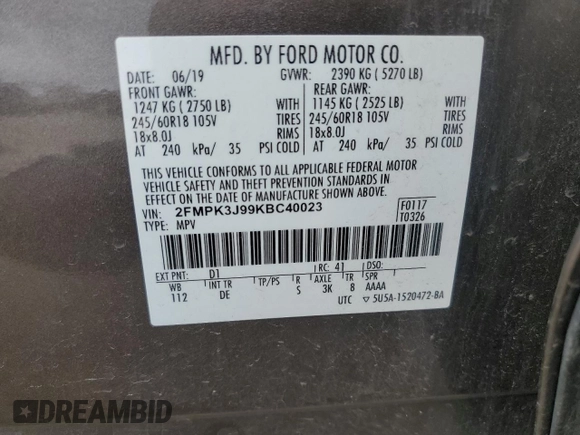 MFD. BY FORD MOTOR CO.
DATE: 06/19 GVWR: 2390 KG ( 5270 LB)
FRONT GAWR: REAR GAWR:
1247 KG ( 2750 LB) WITH 1145 KG ( 2525 LB) WITH
245/60R18 105V TIRES 245/60R18 105V TIRES
18x8.0J RIMS 18x8.0J RIMS
AT 240 kPa/ 35 PSI COLD AT 240 kPa/ 35 PSI COLD
THIS VEHICLE CONFORMS TO ALL APPLICABLE FEDERAL MOTOR
VEHICLE SAFETY AND THEFT PREVENTION STANDARDS IN
EFFECT ON THE DATE OF MANUFACTURE SHOWN ABOVE.
VIN: 2FMPK3J99KBC40023 F0117
TYPE: MPV T0326
EXT PNT: D1 RC: 41 DSO:
WB INT TR TP/PS R AXLE TR SPR
112 DE S 3K 8 AAAA
UTC ▽5U5A-1520472-BA
DREAMBID